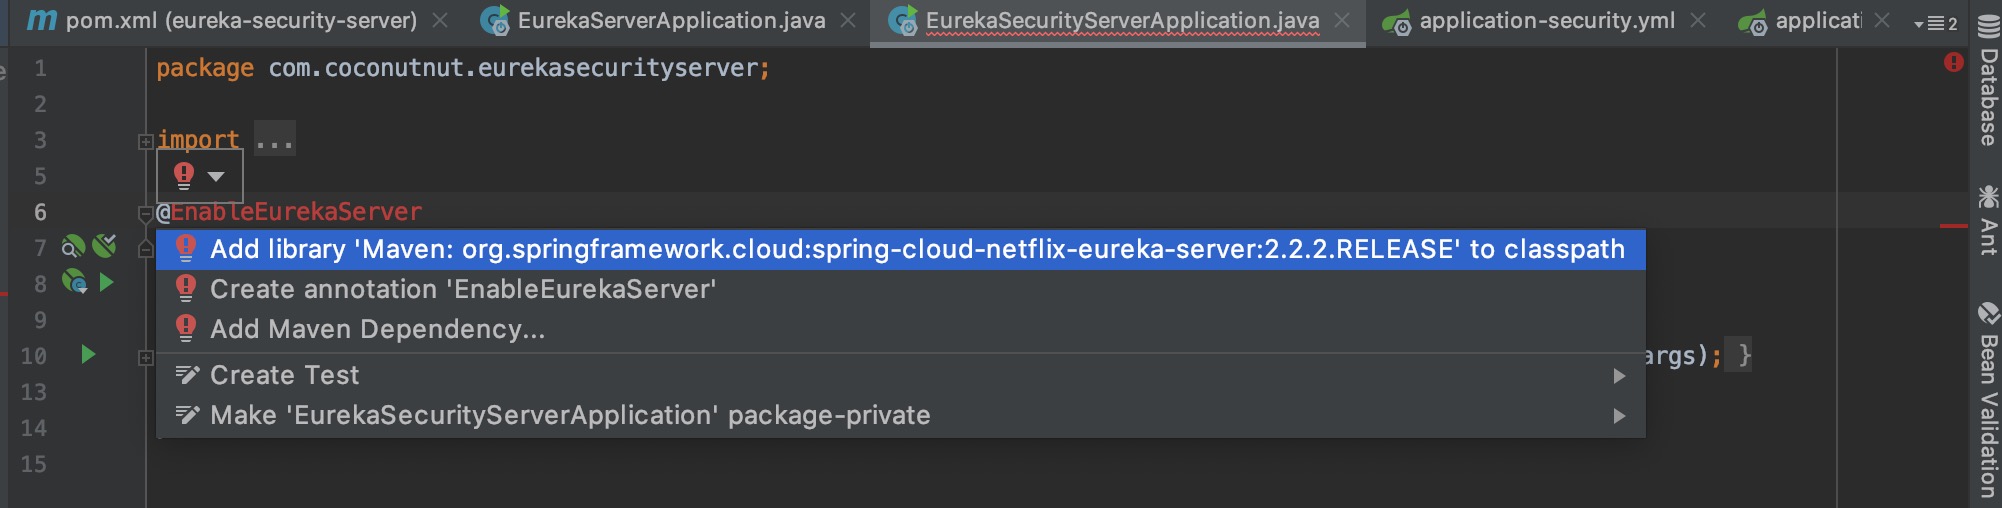 pom.xml (eureka-security-server) EurekaServerApplication.java EurekaSecurityServerApplication.java application-security.yml applicati 2
1 package com.coconutnut.eurekasecurityserver;
2
3 import ...
5
6 @EnableEurekaServer
7 Add library 'Maven: org.springframework.cloud:spring-cloud-netflix-eureka-server:2.2.2.RELEASE' to classpath
8 Create annotation 'EnableEurekaServer'
9 Add Maven Dependency...
10 args); }
13 Create Test
14 Make 'EurekaSecurityServerApplication' package-private
15
Database
Ant
Bean Validation